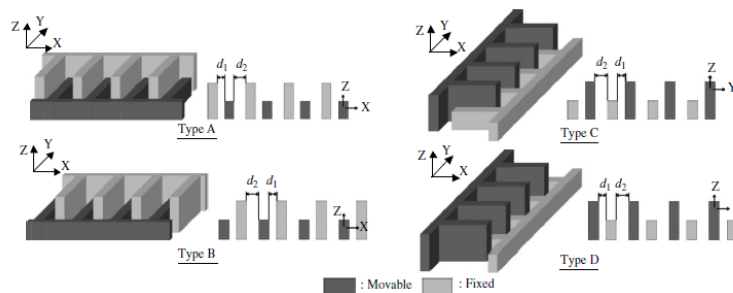 Z
Y
X
d1
d2
Z
X
Type A
Z
Y
X
d2
d1
Z
X
Type B
Z
Y
X
d2
d1
Z
Y
Type C
Z
Y
X
d1
d2
Z
Type D
: Movable
: Fixed